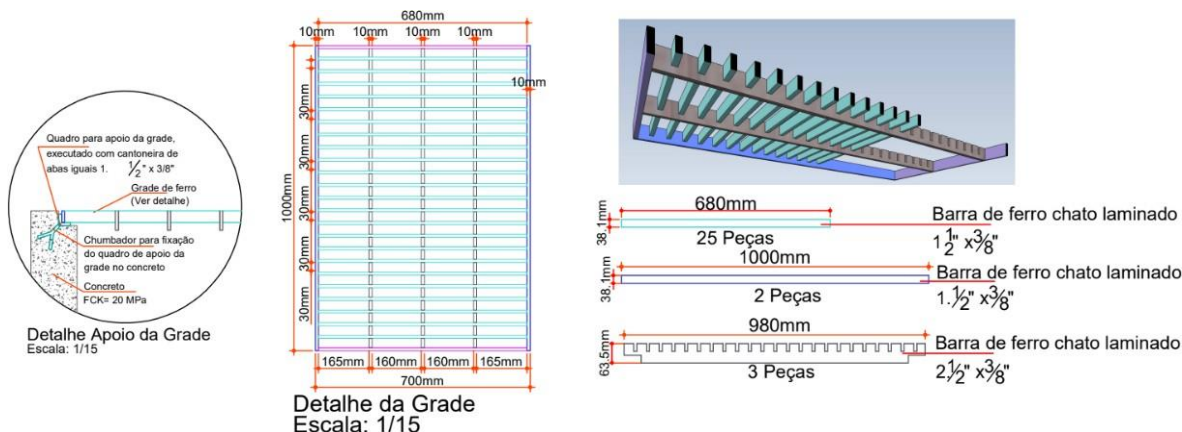 Quadro para apoio da grade,
executado com cantoneira de
abas iguais 1. 1/2" x 3/8"
Grade de ferro
(Ver detalhe)
Chumbador para fixação
do quadro de apoio da
grade no concreto
Concreto
FCK= 20 MPa
Detalhe Apoio da Grade
Escala: 1/15
680mm
10mm 10mm 10mm 10mm
10mm
30mm
30mm
30mm
30mm
30mm
1000mm
165mm 160mm 160mm 165mm
700mm
Detalhe da Grade
Escala: 1/15
680mm
38.1mm
25 Peças
Barra de ferro chato laminado
1 1/2" x 3/8"
1000mm
38.1mm
2 Peças
Barra de ferro chato laminado
1. 1/2" x 3/8"
980mm
63.5mm
3 Peças
Barra de ferro chato laminado
2. 1/2" x 3/8"